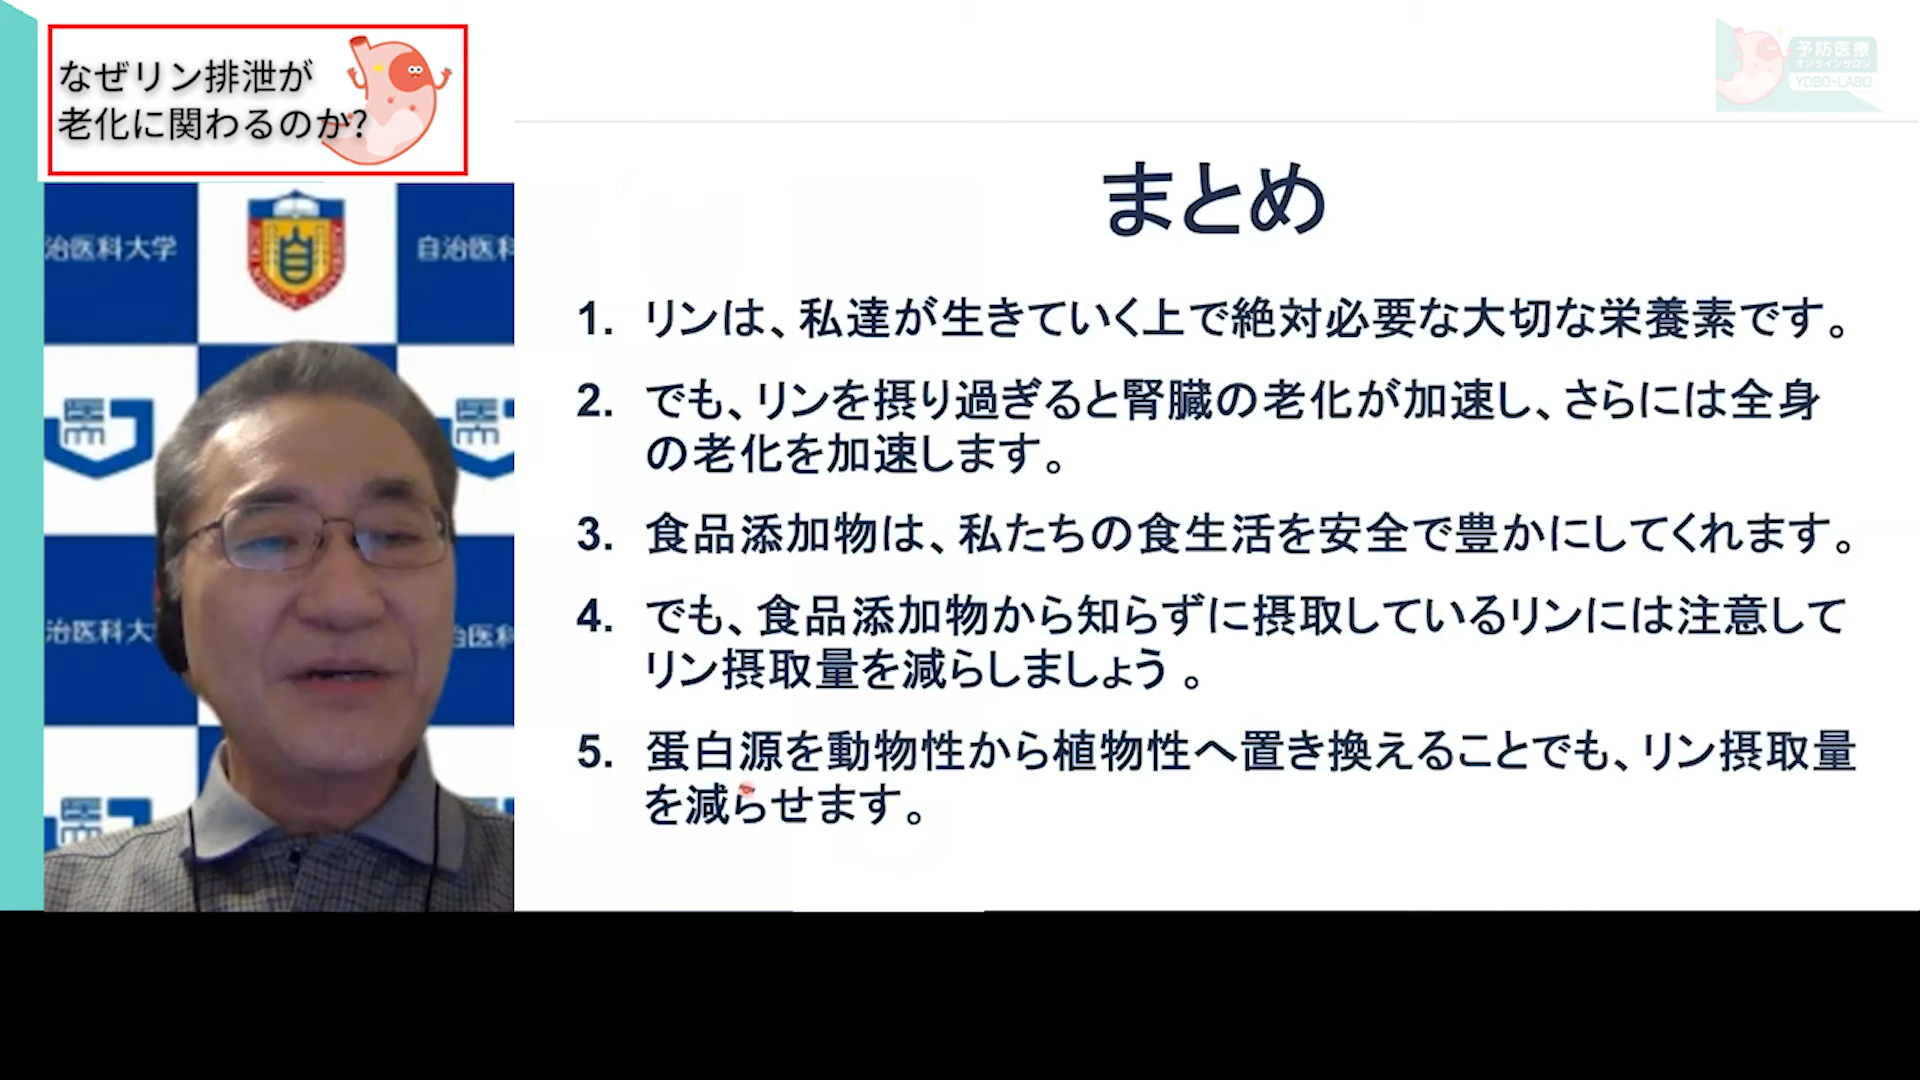 なぜリン排泄が
老化に関わるのか?
予防医療
オンラインサロン
YOBO-LABO
治医科大学
自治医科
まとめ
1. リンは、私達が生きていく上で絶対必要な大切な栄養素です。
2. でも、リンを摂り過ぎると腎臓の老化が加速し、さらには全身
の老化を加速します。
3. 食品添加物は、私たちの食生活を安全で豊かにしてくれます。
4. でも、食品添加物から知らずに摂取しているリンには注意して
リン摂取量を減らしましょう 。
5. 蛋白源を動物性から植物性へ置き換えることでも、リン摂取量
を減らせます。
治医科大
治医科